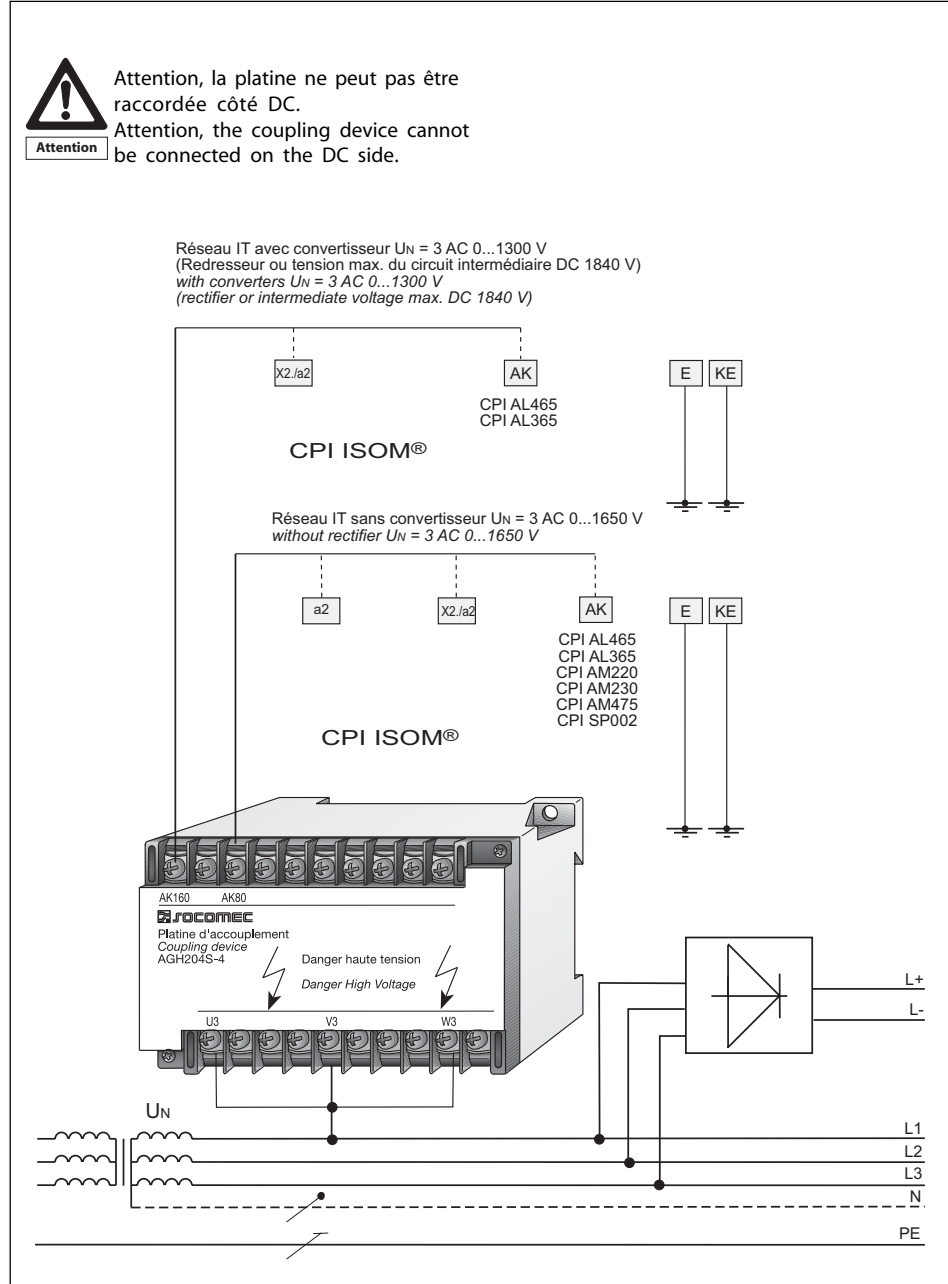 Attention, la platine ne peut pas être
raccordée côté DC.
Attention, the coupling device cannot
be connected on the DC side.
Attention
Réseau IT avec convertisseur UN = 3 AC 0...1300 V
(Redresseur ou tension max. du circuit intermédiaire DC 1840 V)
with converters UN = 3 AC 0...1300 V
(rectifier or intermediate voltage max. DC 1840 V)
X2./a2
AK
E
KE
CPI AL465
CPI AL365
CPI ISOM®
Réseau IT sans convertisseur UN = 3 AC 0...1650 V
without rectifier UN = 3 AC 0...1650 V
a2
X2./a2
AK
E
KE
CPI AL465
CPI AL365
CPI AM220
CPI AM230
CPI AM475
CPI SP002
CPI ISOM®
AK160
AK80
socomec
Platine d'accouplement
Coupling device
AGH204S-4
Danger haute tension
Danger High Voltage
U3
V3
W3
L+
L-
UN
L1
L2
L3
N
PE